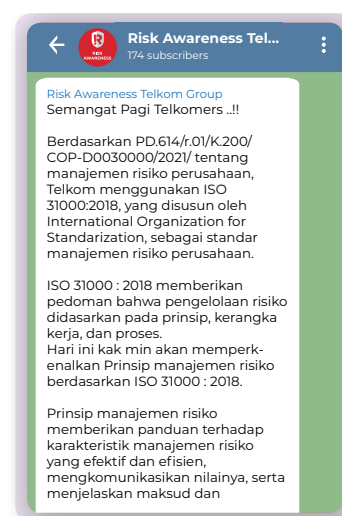 Risk Awareness Tel...
174 subscribers
RISK
AWARENESS
Risk Awareness Telkom Group
Semangat Pagi Telkomers ..!!
Berdasarkan PD.614/r.01/K.200/
COP-D0030000/2021/ tentang
manajemen risiko perusahaan,
Telkom menggunakan ISO
31000:2018, yang disusun oleh
International Organization for
Standarization, sebagai standar
manajemen risiko perusahaan.
ISO 31000 : 2018 memberikan
pedoman bahwa pengelolaan risiko
didasarkan pada prinsip, kerangka
kerja, dan proses.
Hari ini kak min akan memperk-
enalkan Prinsip manajemen risiko
berdasarkan ISO 31000 : 2018.
Prinsip manajemen risiko
memberikan panduan terhadap
karakteristik manajemen risiko
yang efektif dan efisien,
mengkomunikasikan nilainya, serta
menjelaskan maksud dan